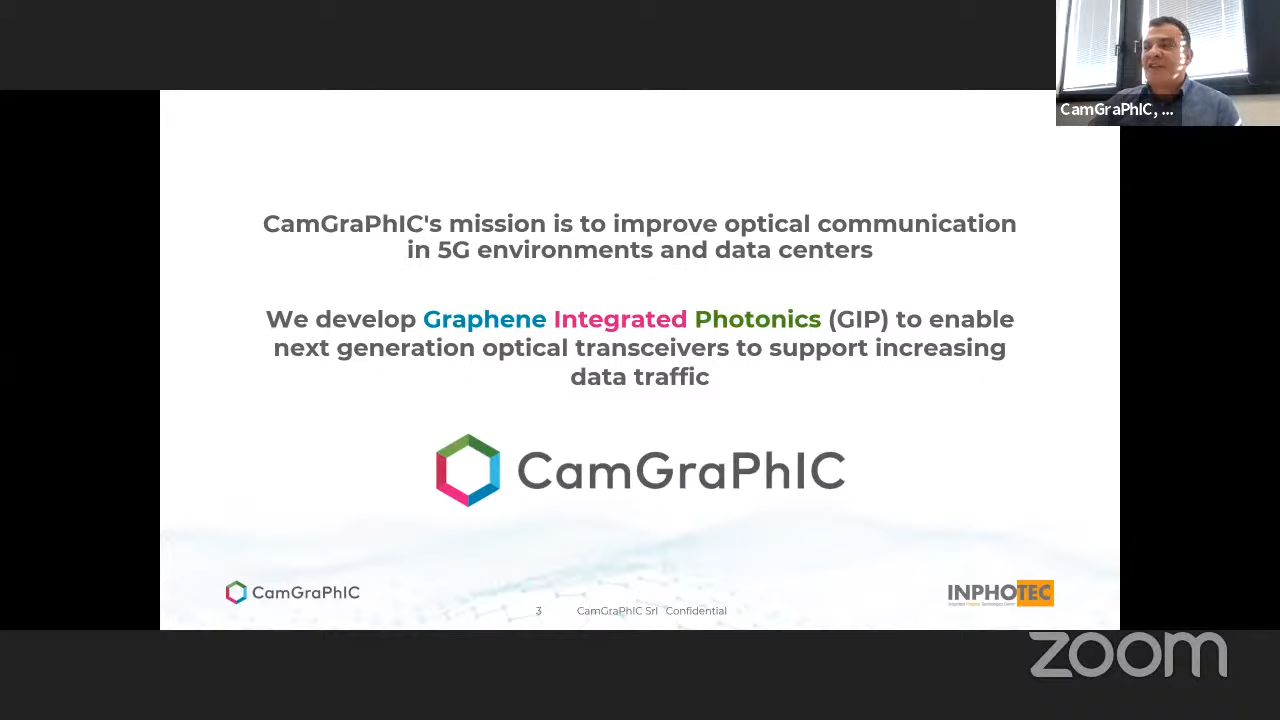 CamGraPhIC, ...
CamGraPhIC's mission is to improve optical communication
in 5G environments and data centers
We develop Graphene Integrated Photonics (GIP) to enable
next generation optical transceivers to support increasing
data traffic
CamGraPhIC
CamGraPhIC
3
CamGraPhIC Srl Confidential
INPHOTEC
zoom